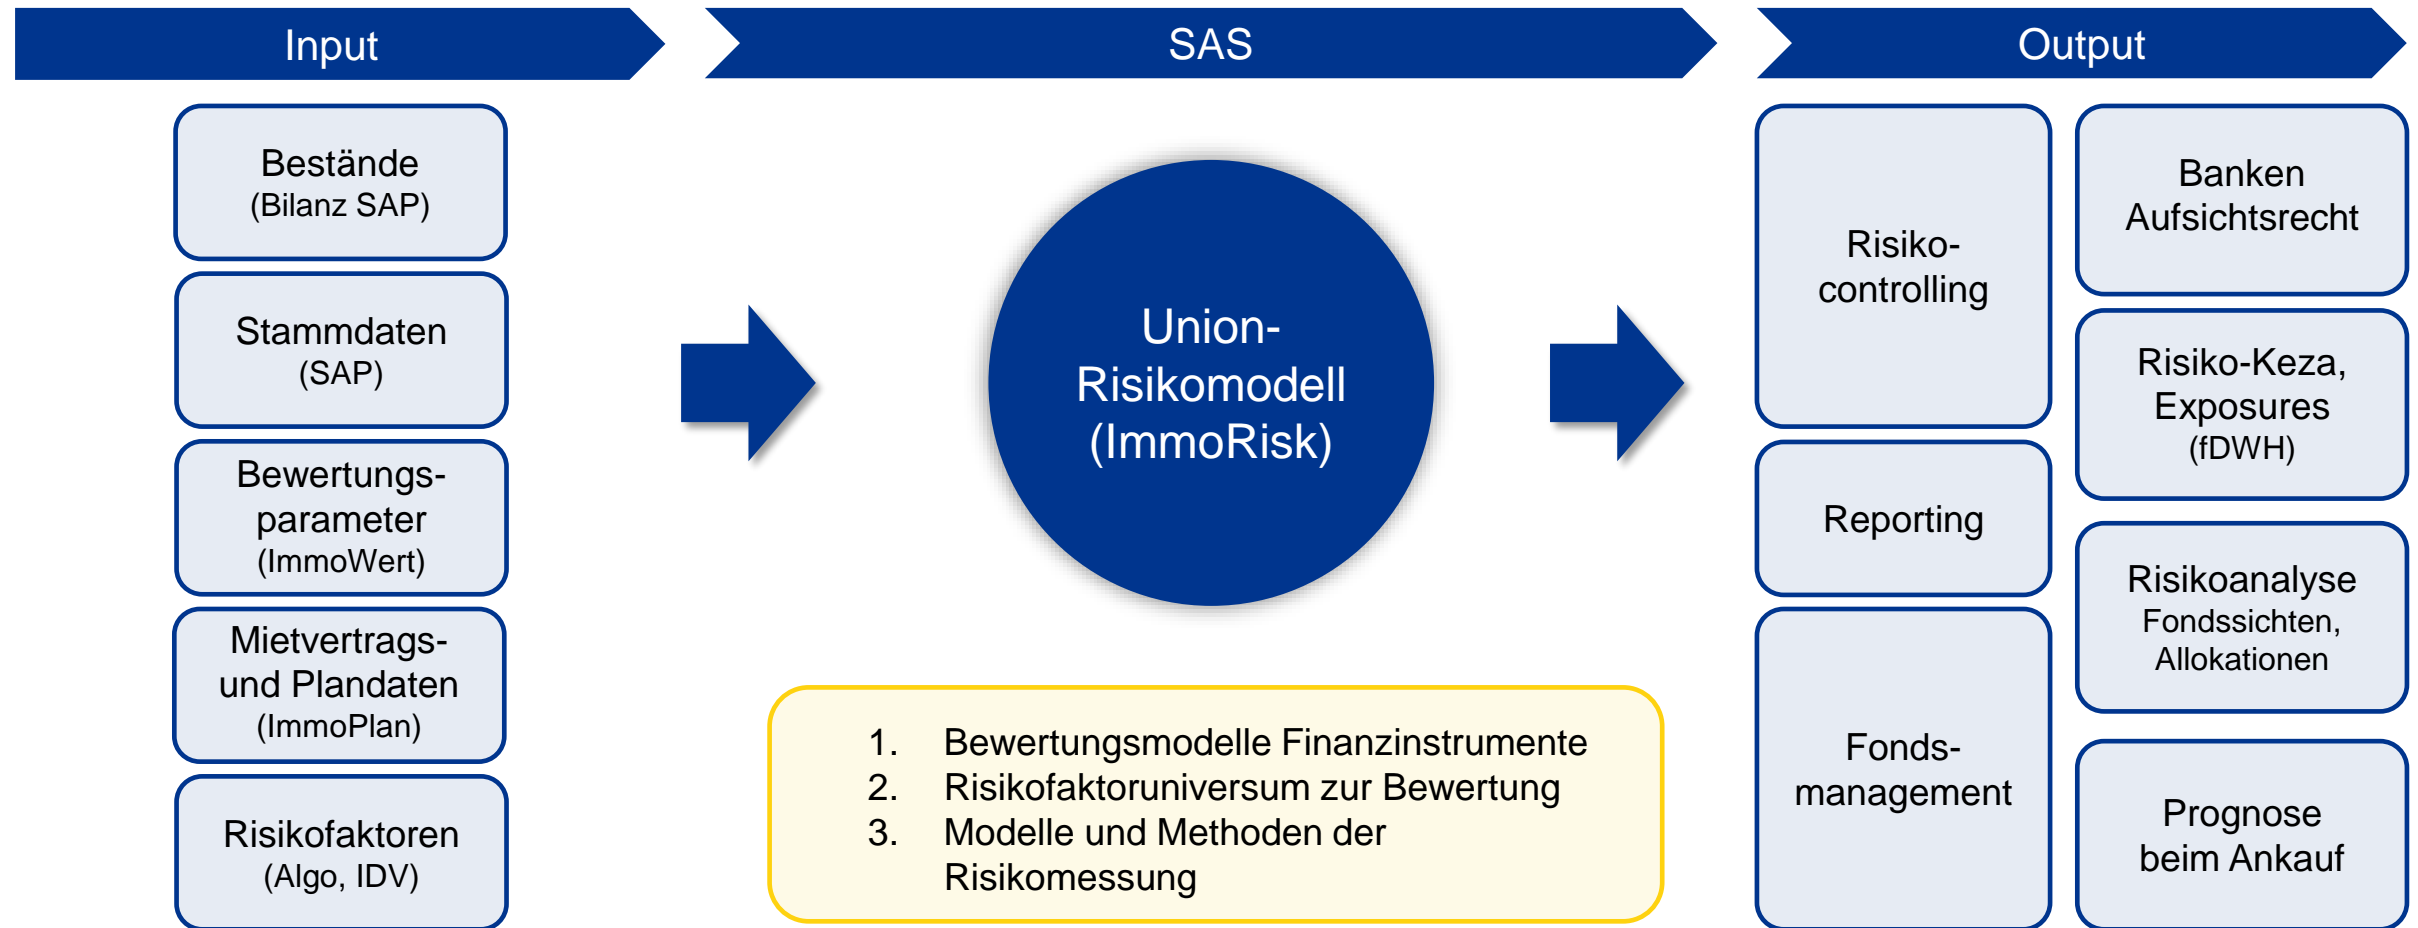 Input
SAS
Output
Bestände
(Bilanz SAP)
Stammdaten
(SAP)
Bewertungs-
parameter
(ImmoWert)
Mietvertrags-
und Plandaten
(ImmoPlan)
Risikofaktoren
(Algo, IDV)
Union-
Risikomodell
(ImmoRisk)
1. Bewertungsmodelle Finanzinstrumente
2. Risikofaktoruniversum zur Bewertung
3. Modelle und Methoden der
Risikomessung
Risiko-
controlling
Reporting
Fonds-
management
Banken
Aufsichtsrecht
Risiko-Keza,
Exposures
(fDWH)
Risikoanalyse
Fondssichten,
Allokationen
Prognose
beim Ankauf